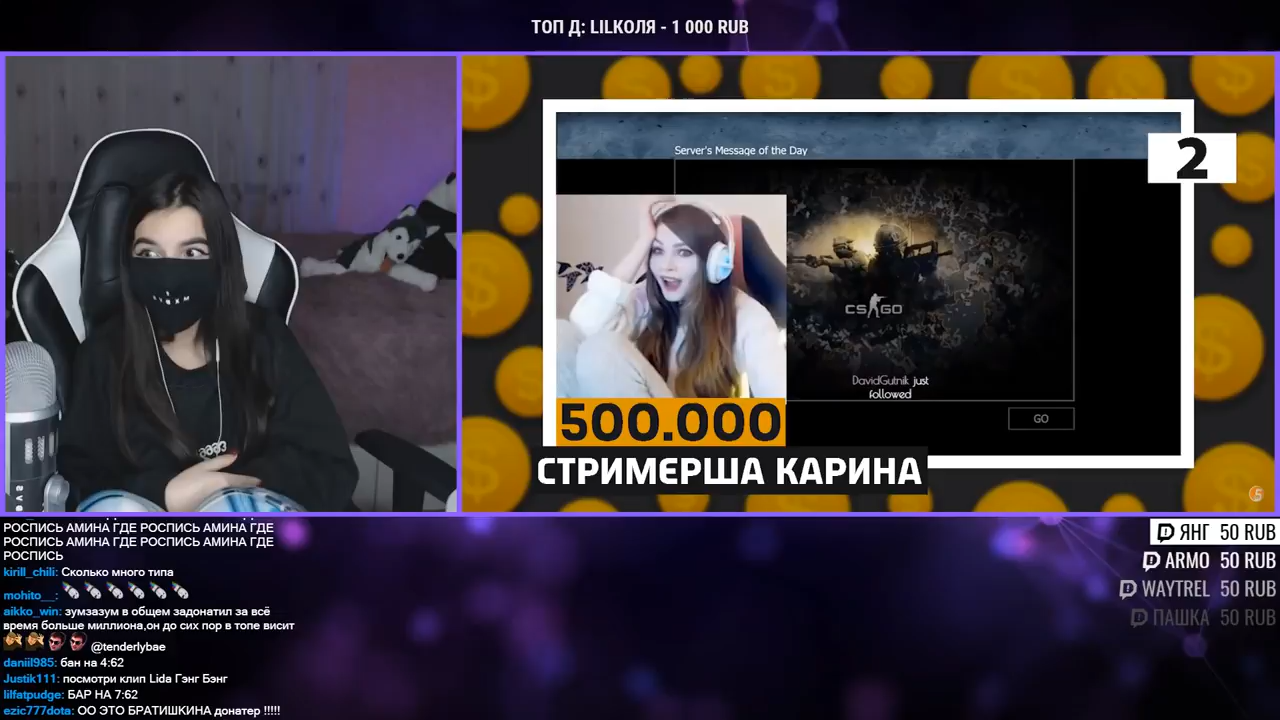 ТОП Д: LILКОЛЯ - 1 000 RUB
Server's Message of the Day
2
CS GO
DavidGutnik just
followed
GO
500.000
СТРИМЕРША КАРИНА
РОСПИСЬ АМИНА ГДЕ РОСПИСЬ АМИНА ГДЕ
РОСПИСЬ АМИНА ГДЕ РОСПИСЬ АМИНА ГДЕ
РОСПИСЬ
kirill_chili: Сколько много типа
mohito__:
aikko_win: зумзазум в общем задонатил за всё
время больше миллиона,он до сих пор в топе висит
@tenderlybae
daniil985: бан на 4:62
Justik111: посмотри клип Lida Гэнг Бэнг
lilfatpudge: БАР НА 7:62
ezic777dota: ОО ЭТО БРАТИШКИНА донатер !!!!!
ЯНГ 50 RUB
ARMO 50 RUB
WAYTREL 50 RUB
ПАШКА 50 RUB